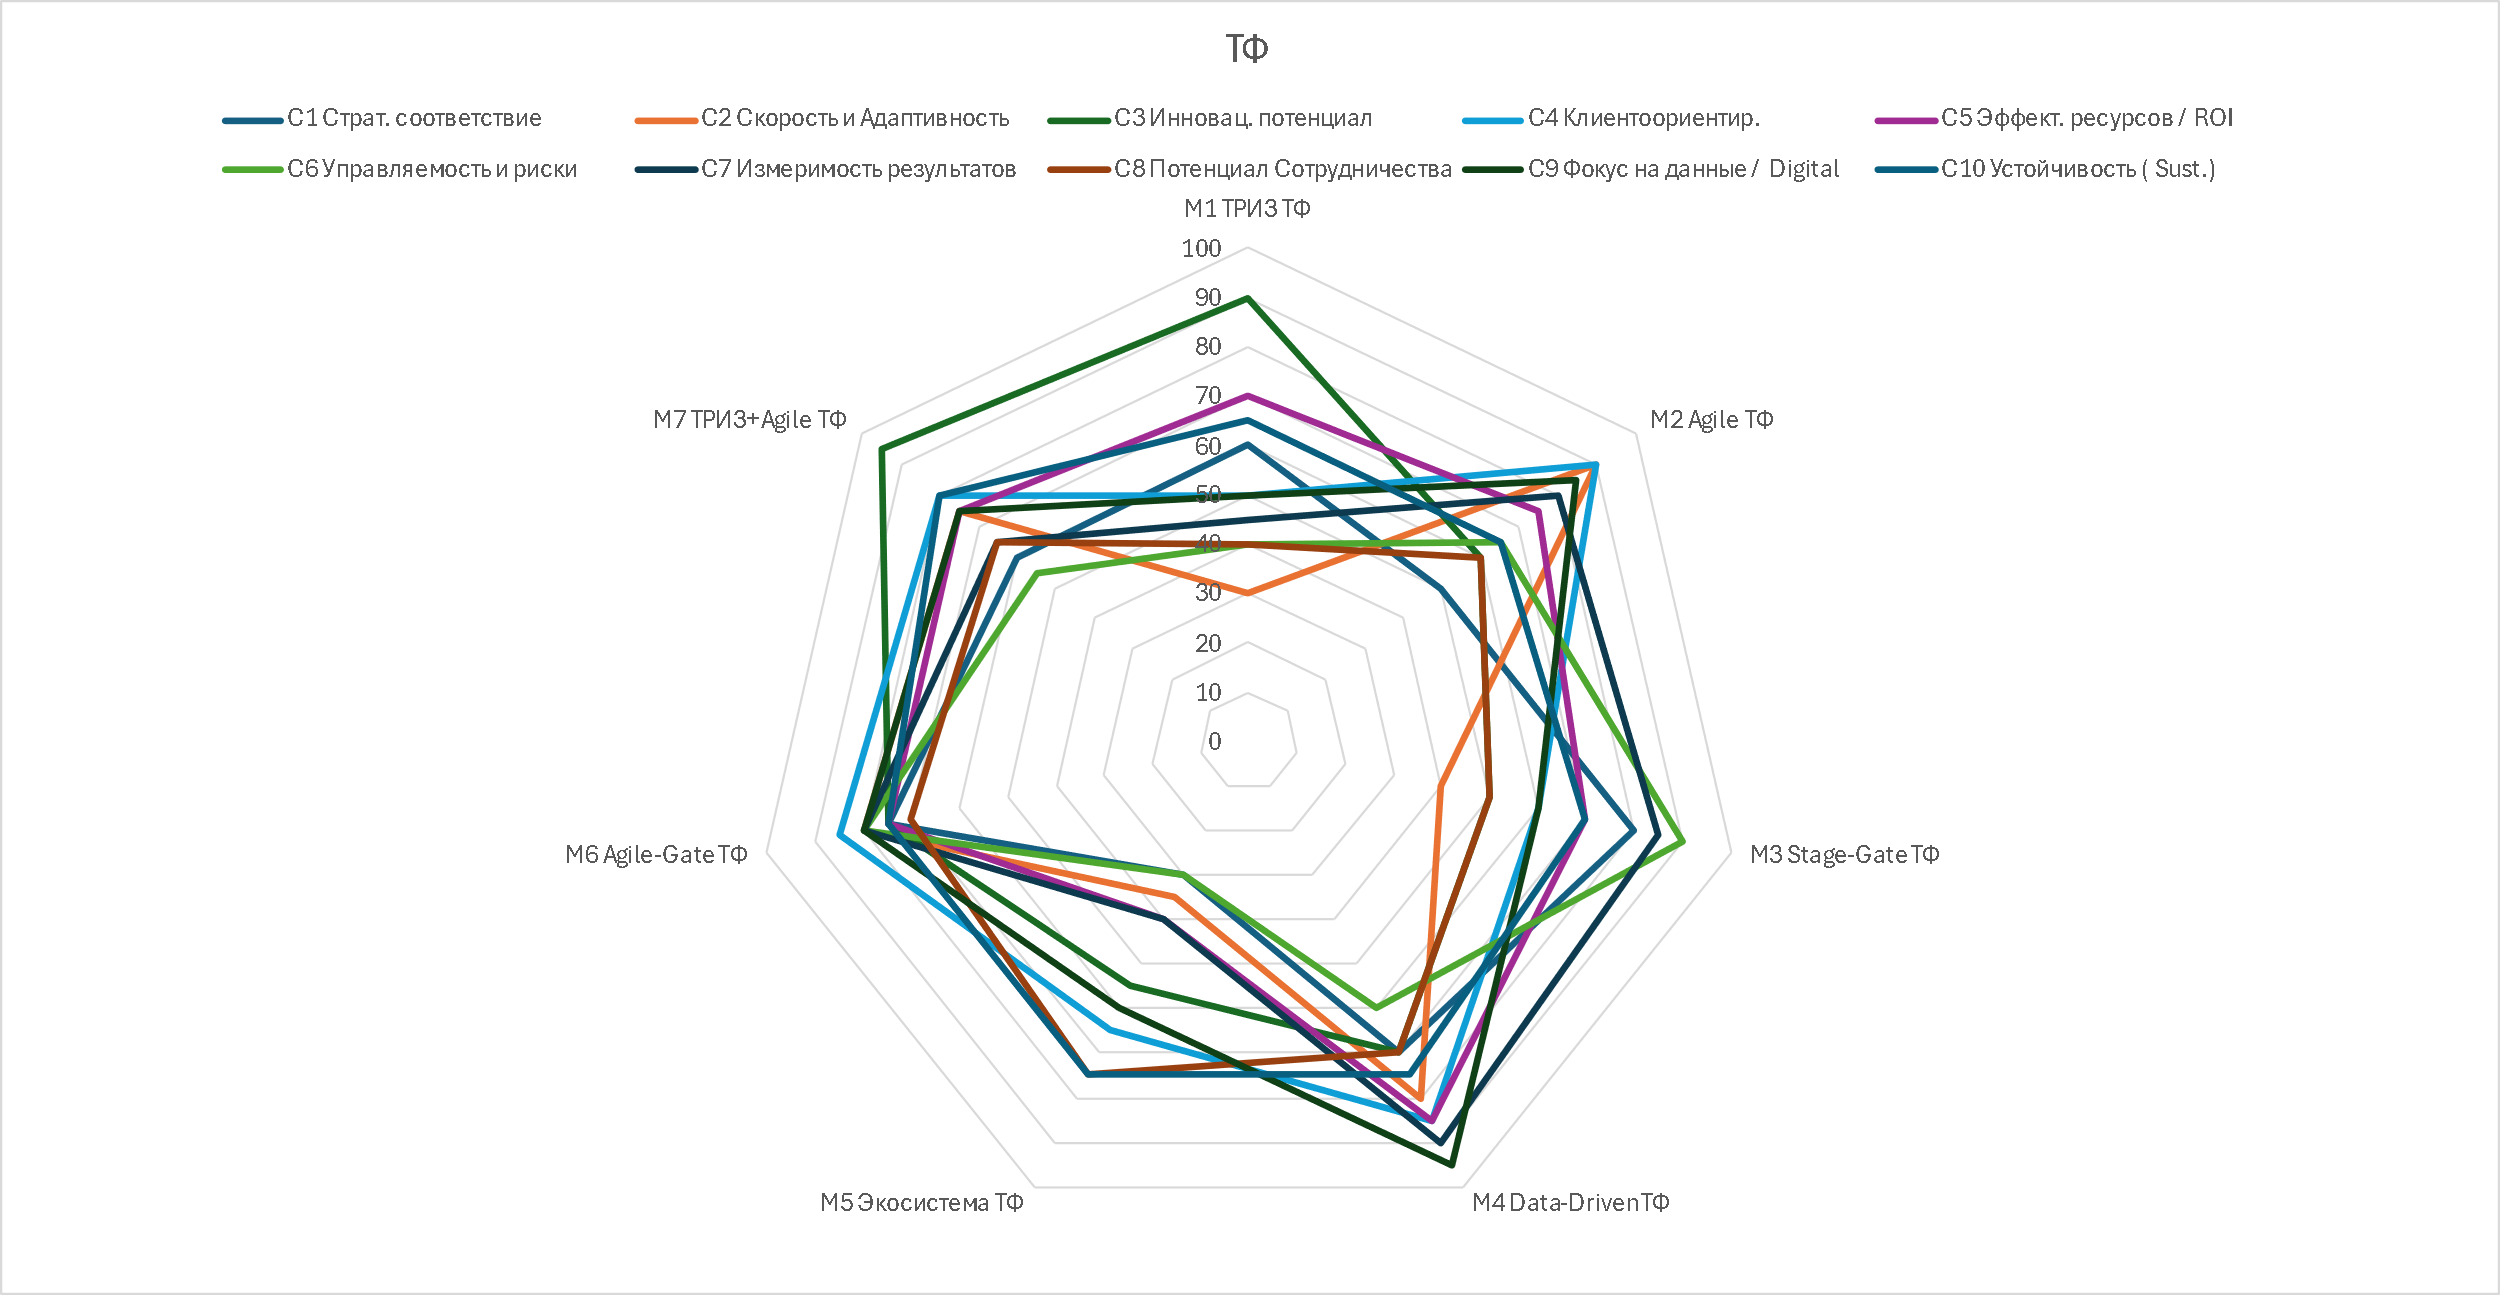 ТФ
С1 Страт. соответствие
С2 Скорость и Адаптивность
С3 Инновац. потенциал
С4 Клиентоориентир.
С5 Эффект. ресурсов / ROI
С6 Управляемость и риски
С7 Измеримость результатов
С8 Потенциал Сотрудничества
С9 Фокус на данные / Digital
С10 Устойчивость ( Sust.)
М1 ТРИЗ ТФ
100
90
80
70
60
50
40
30
20
10
0
М7 ТРИЗ+Agile ТФ
М2 Agile ТФ
М6 Agile-Gate ТФ
М3 Stage-Gate ТФ
М5 Экосистема ТФ
М4 Data-Driven ТФ